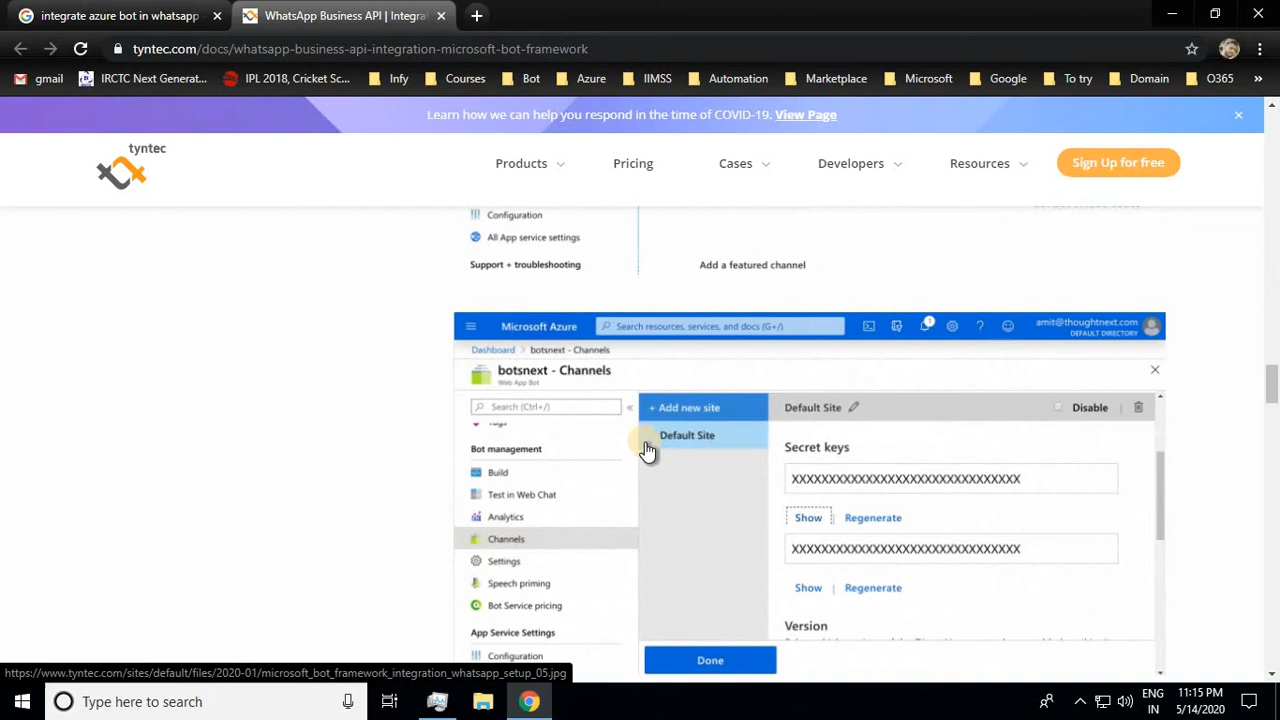 integrate azure bot in whatsapp
WhatsApp Business API | Integra
tyntec.com/docs/whatsapp-business-api-integration-microsoft-bot-framework
gmail
IRCTC Next Generat...
IPL 2018, Cricket Sc...
Infy
Courses
Bot
Azure
IIMSS
Automation
Marketplace
Microsoft
Google
To try
Domain
O365
»
Learn how we can help you respond in the time of COVID-19. View Page
tyntec
Products
Pricing
Cases
Developers
Resources
Sign Up for free
Configuration
All App service settings
Support + troubleshooting
Add a featured channel
Microsoft Azure
Search resources, services, and docs (G+/)
1
amit@thoughtnext.com
DEFAULT DIRECTORY
Dashboard > botsnext - Channels
botsnext - Channels
Web App Bot
Search (Ctrl+/)
«
+ Add new site
Default Site
Disable
Tags
Default Site
Secret keys
Bot management
Build
XXXXXXXXXXXXXXXXXXXXXXXXXXXXX
Test in Web Chat
Analytics
Show
Regenerate
Channels
XXXXXXXXXXXXXXXXXXXXXXXXXXXXX
Settings
Speech priming
Show | Regenerate
Bot Service pricing
Version
App Service Settings
Configuration
Done
https://www.tyntec.com/sites/default/files/2020-01/microsoft_bot_framework_integration_whatsapp_setup_05.jpg
Type here to search
ENG
IN
11:15 PM
5/14/2020